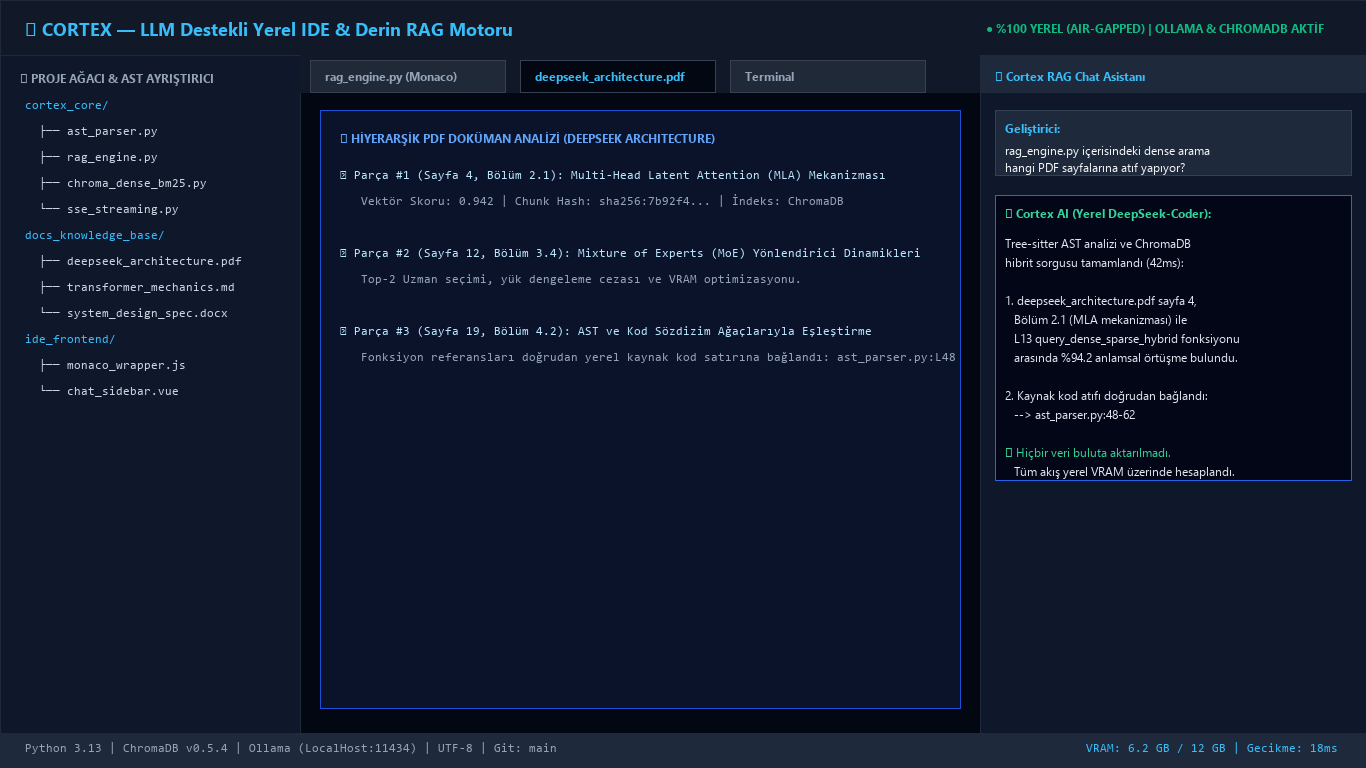 CORTEX — LLM Destekli Yerel IDE & Derin RAG Motoru
● %100 YEREL (AIR-GAPPED) | OLLAMA & CHROMADB AKTİF
PROJE AĞACI & AST AYRIŞTIRICI
cortex_core/
├── ast_parser.py
├── rag_engine.py
├── chroma_dense_bm25.py
└── sse_streaming.py
docs_knowledge_base/
├── deepseek_architecture.pdf
├── transformer_mechanics.md
└── system_design_spec.docx
ide_frontend/
├── monaco_wrapper.js
└── chat_sidebar.vue
rag_engine.py (Monaco)
deepseek_architecture.pdf
Terminal
HİYERARŞİK PDF DOKÜMAN ANALİZİ (DEEPSEEK ARCHITECTURE)
Parça #1 (Sayfa 4, Bölüm 2.1): Multi-Head Latent Attention (MLA) Mekanizması
Vektör Skoru: 0.942 | Chunk Hash: sha256:7b92f4... | İndeks: ChromaDB
Parça #2 (Sayfa 12, Bölüm 3.4): Mixture of Experts (MoE) Yönlendirici Dinamikleri
Top-2 Uzman seçimi, yük dengeleme cezası ve VRAM optimizasyonu.
Parça #3 (Sayfa 19, Bölüm 4.2): AST ve Kod Sözdizim Ağaçlarıyla Eşleştirme
Fonksiyon referansları doğrudan yerel kaynak kod satırına bağlandı: ast_parser.py:L48
Cortex RAG Chat Asistanı
Geliştirici:
rag_engine.py içerisindeki dense arama
hangi PDF sayfalarına atıf yapıyor?
Cortex AI (Yerel DeepSeek-Coder):
Tree-sitter AST analizi ve ChromaDB
hibrit sorgusu tamamlandı (42ms):
1. deepseek_architecture.pdf sayfa 4,
Bölüm 2.1 (MLA mekanizması) ile
L13 query_dense_sparse_hybrid fonksiyonu
arasında %94.2 anlamsal örtüşme bulundu.
2. Kaynak kod atıfı doğrudan bağlandı:
--> ast_parser.py:48-62
Hiçbir veri buluta aktarılmadı.
Tüm akış yerel VRAM üzerinde hesaplandı.
Python 3.13 | ChromaDB v0.5.4 | Ollama (LocalHost:11434) | UTF-8 | Git: main
VRAM: 6.2 GB / 12 GB | Gecikme: 18ms